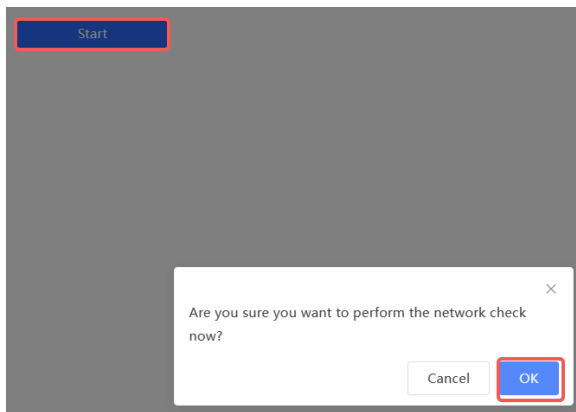 Start
Are you sure you want to perform the network check
now?
Cancel
OK